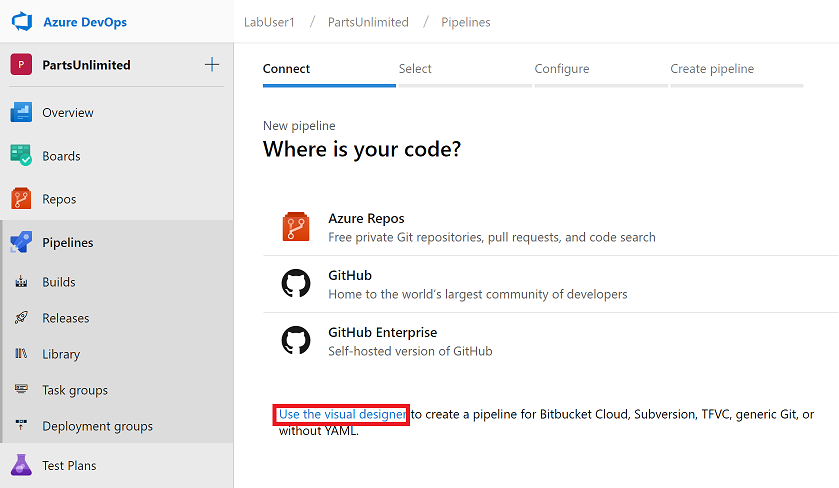 Azure DevOps
LabUser1 / PartsUnlimited / Pipelines
P PartsUnlimited +
Overview
Boards
Repos
Pipelines
Builds
Releases
Library
Task groups
Deployment groups
Test Plans
Connect
Select
Configure
Create pipeline
New pipeline
Where is your code?
Azure Repos
Free private Git repositories, pull requests, and code search
GitHub
Home to the world's largest community of developers
GitHub Enterprise
Self-hosted version of GitHub
Use the visual designer to create a pipeline for Bitbucket Cloud, Subversion, TFVC, generic Git, or
without YAML.